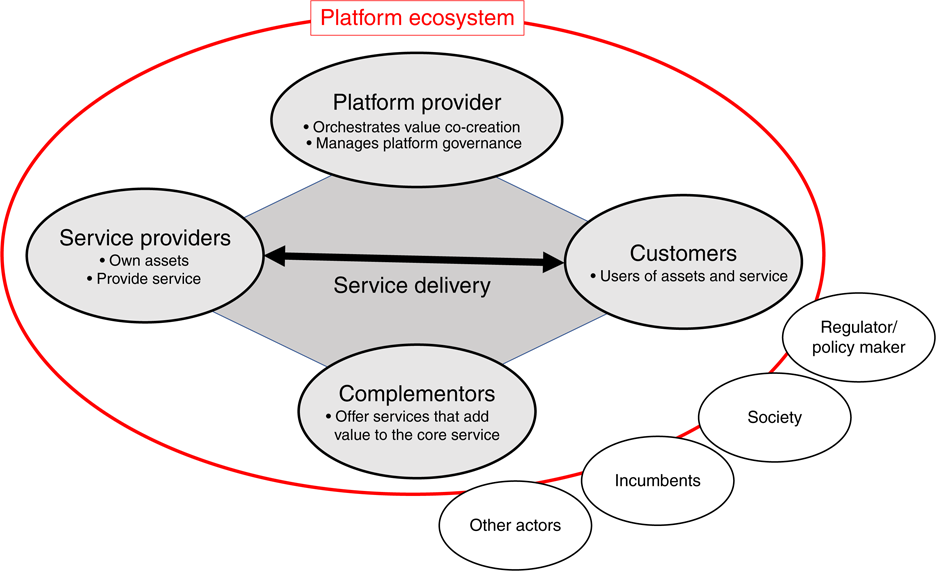 Platform ecosystem
Platform provider
• Orchestrates value co-creation
• Manages platform governance
Service providers
• Own assets
• Provide service
Customers
• Users of assets and service
Service delivery
Complementors
• Offer services that add
value to the core service
Regulator/
policy maker
Society
Incumbents
Other actors